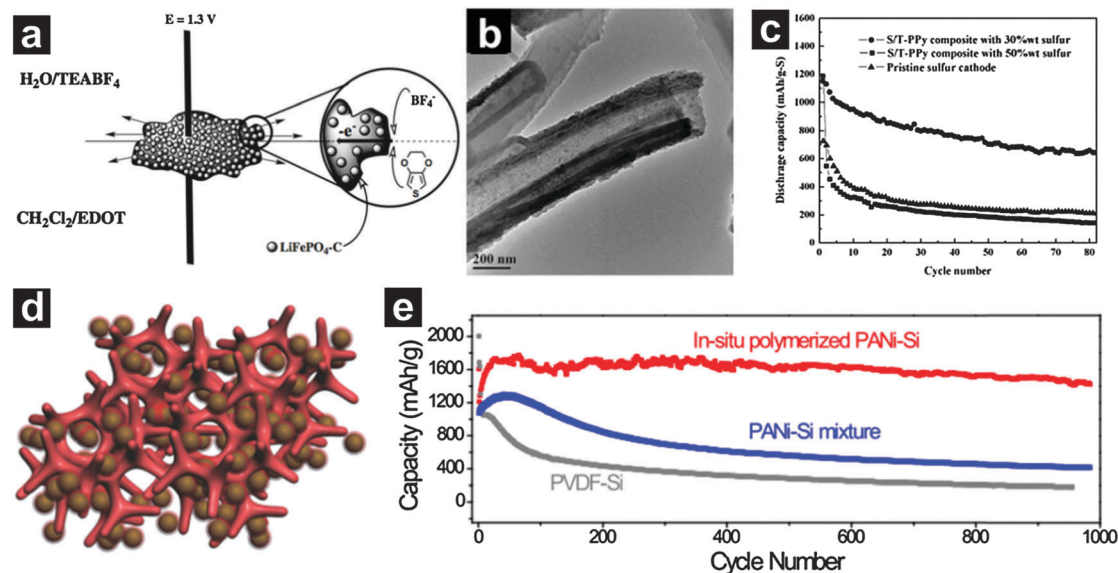 a
E = 1.3 V
H₂O/TEABF₄
BF₄⁻
-e⁻
O O
S
CH₂Cl₂/EDOT
LiFePO₄-C
b
200 nm
c
1600
1400
1200
1000
800
600
400
200
0
0 10 20 30 40 50 60 70 80
Dischrage capacity (mAh/g-S)
Cycle number
S/T-PPy composite with 30%wt sulfur
S/T-PPy composite with 50%wt sulfur
Pristine sulfur cathode
d
e
2000
1600
1200
800
400
0
0 200 400 600 800 1000
Capacity (mAh/g)
Cycle Number
In-situ polymerized PANi-Si
PANi-Si mixture
PVDF-Si